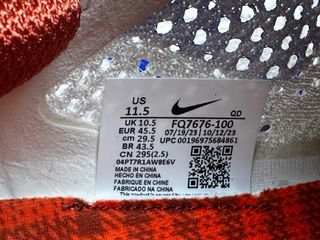 US
11.5
QD
UK 10.5
FQ7676-100
EUR 45.5
07/19/23 | 10/12/23
cm 29.5
UPC 00196975684861
BR 43.5
CN 295(2.5)
04PT7R1AW8E6V
MADE IN CHINA
HECHO EN CHINA
FABRIQUE EN CHINE
FABRICADO NA CHINA